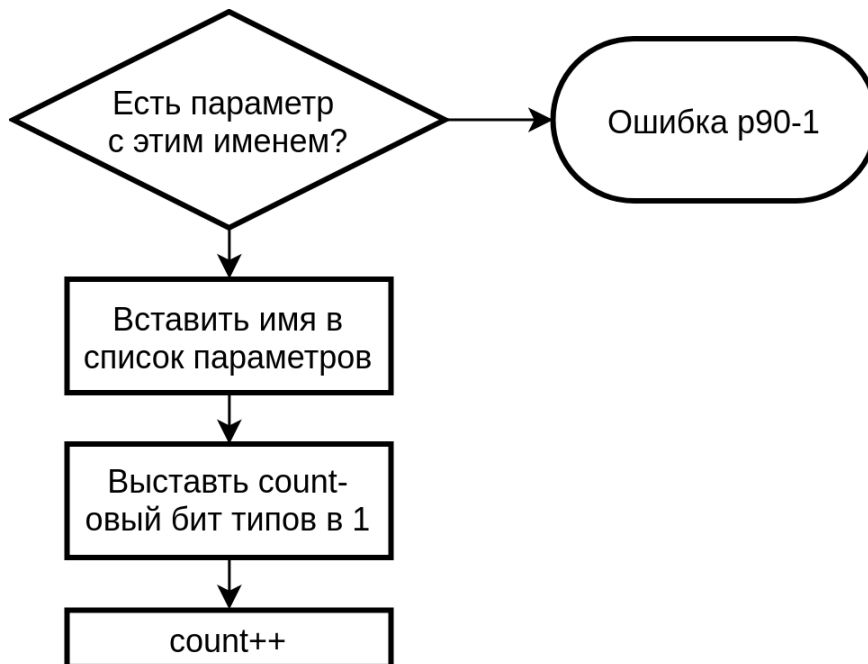 Есть параметр
с этим именем?
Ошибка p90-1
Вставить имя в
список параметров
Выставть count-
овый бит типов в 1
count++